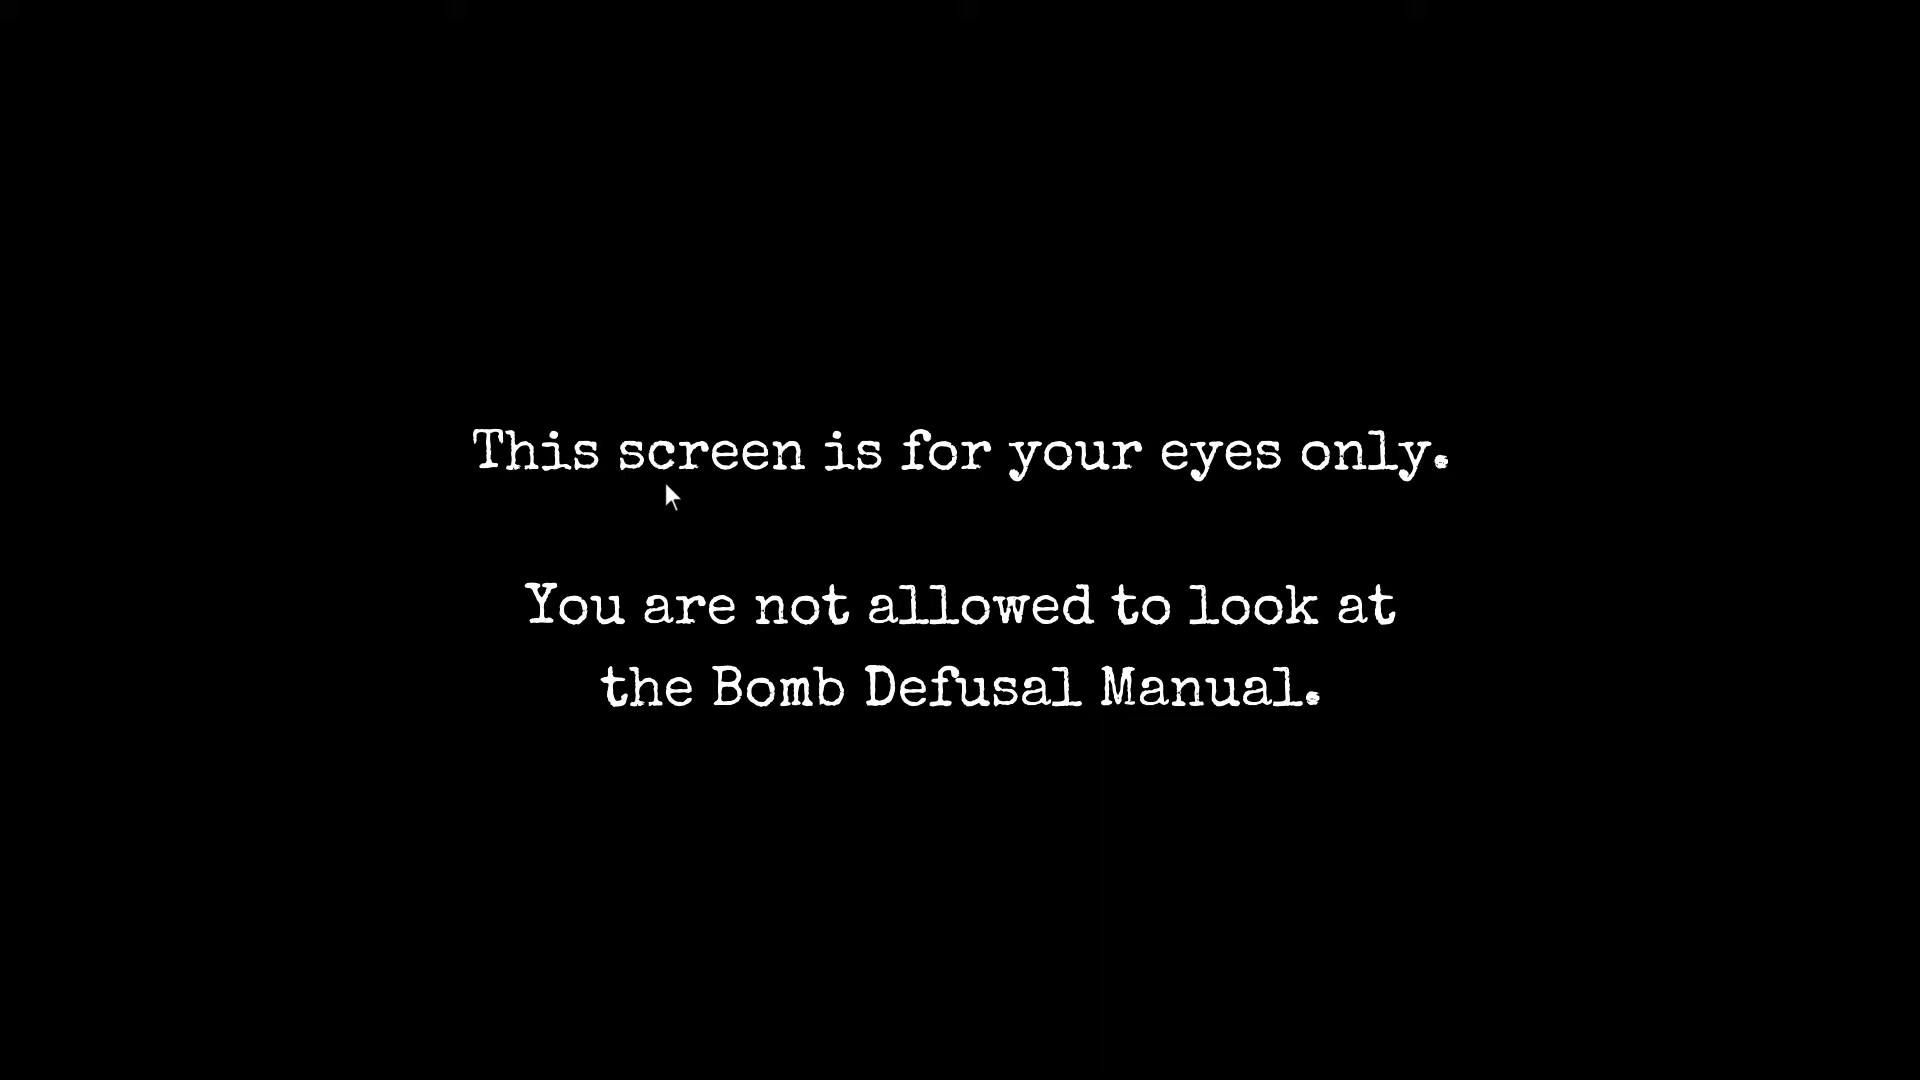 This screen is for your eyes only.
You are not allowed to look at
the Bomb Defusal Manual.